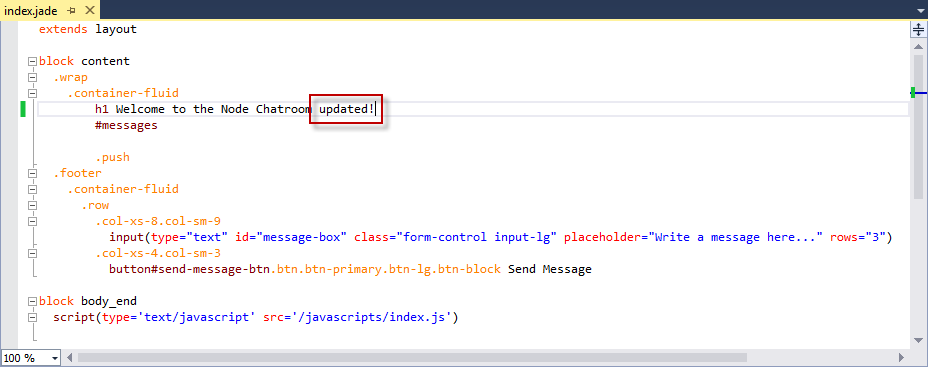 index.jade
extends layout
block content
.wrap
.container-fluid
h1 Welcome to the Node Chatroom updated!
#messages
.push
.footer
.container-fluid
.row
.col-xs-8.col-sm-9
input(type="text" id="message-box" class="form-control input-lg" placeholder="Write a message here..." rows="3")
.col-xs-4.col-sm-3
button#send-message-btn.btn.btn-primary.btn-lg.btn-block Send Message
block body_end
script(type='text/javascript' src='/javascripts/index.js')
100 %